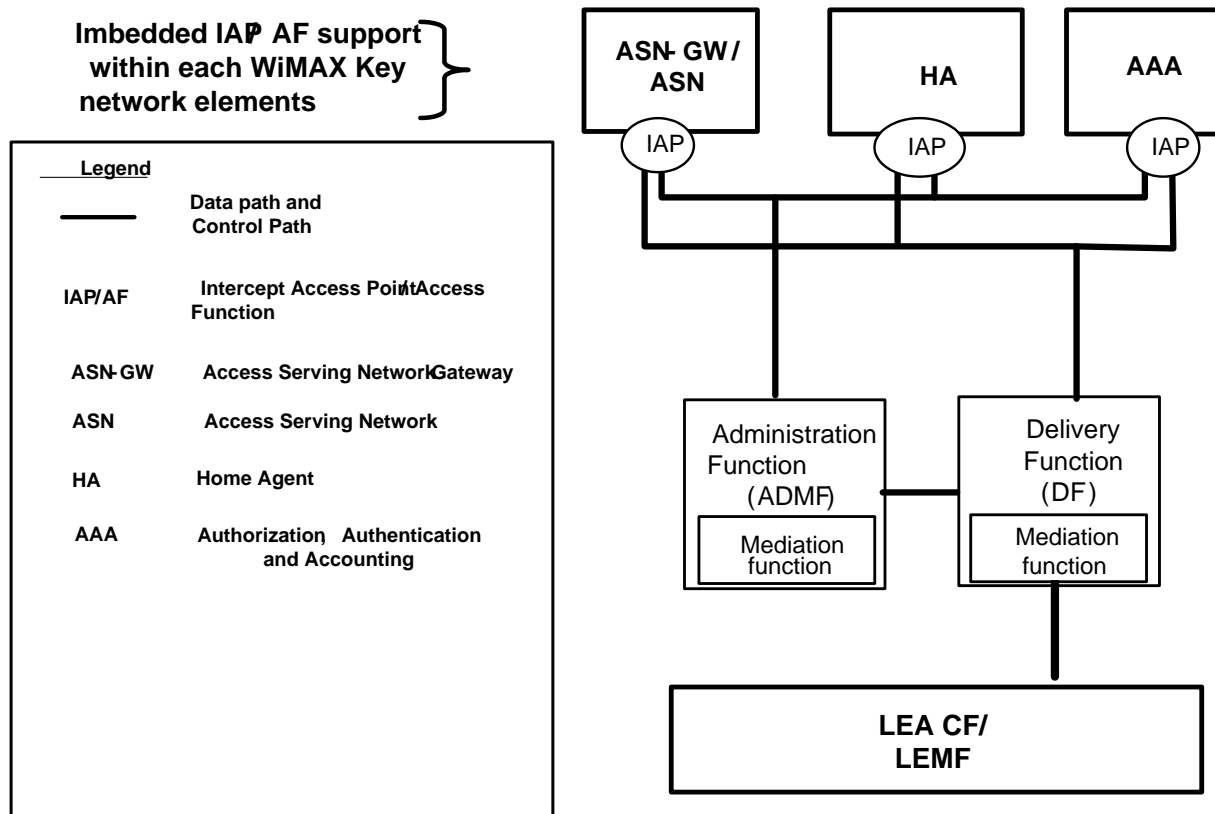 Imbedded IAP/ AF support
within each WiMAX Key
network elements
ASN-GW/
ASN
HA
AAA
IAP
IAP
IAP
Legend
Data path and
Control Path
IAP/AF
Intercept Access Point/Access
Function
ASN-GW
Access Serving Network Gateway
ASN
Access Serving Network
HA
Home Agent
AAA
Authorization, Authentication
and Accounting
Administration
Function
(ADMF)
Mediation
function
Delivery
Function
(DF)
Mediation
function
LEA CF/
LEMF